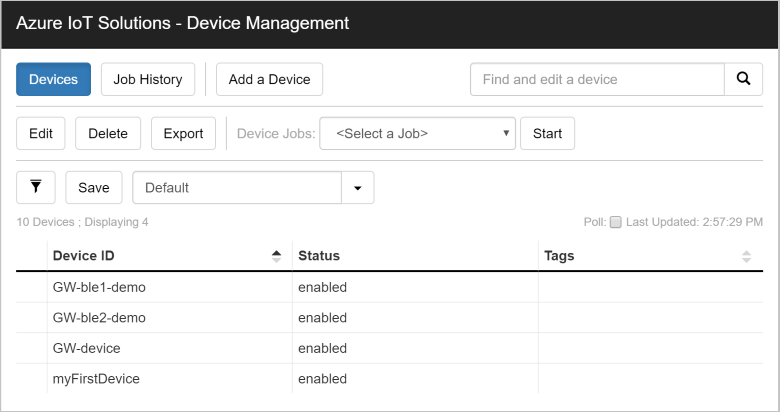 Azure IoT Solutions - Device Management
Devices Job History Add a Device Find and edit a device
Edit Delete Export Device Jobs: <Select a Job> Start
Save Default
10 Devices ; Displaying 4 Poll: Last Updated: 2:57:29 PM
Device ID Status Tags
GW-ble1-demo enabled
GW-ble2-demo enabled
GW-device enabled
myFirstDevice enabled